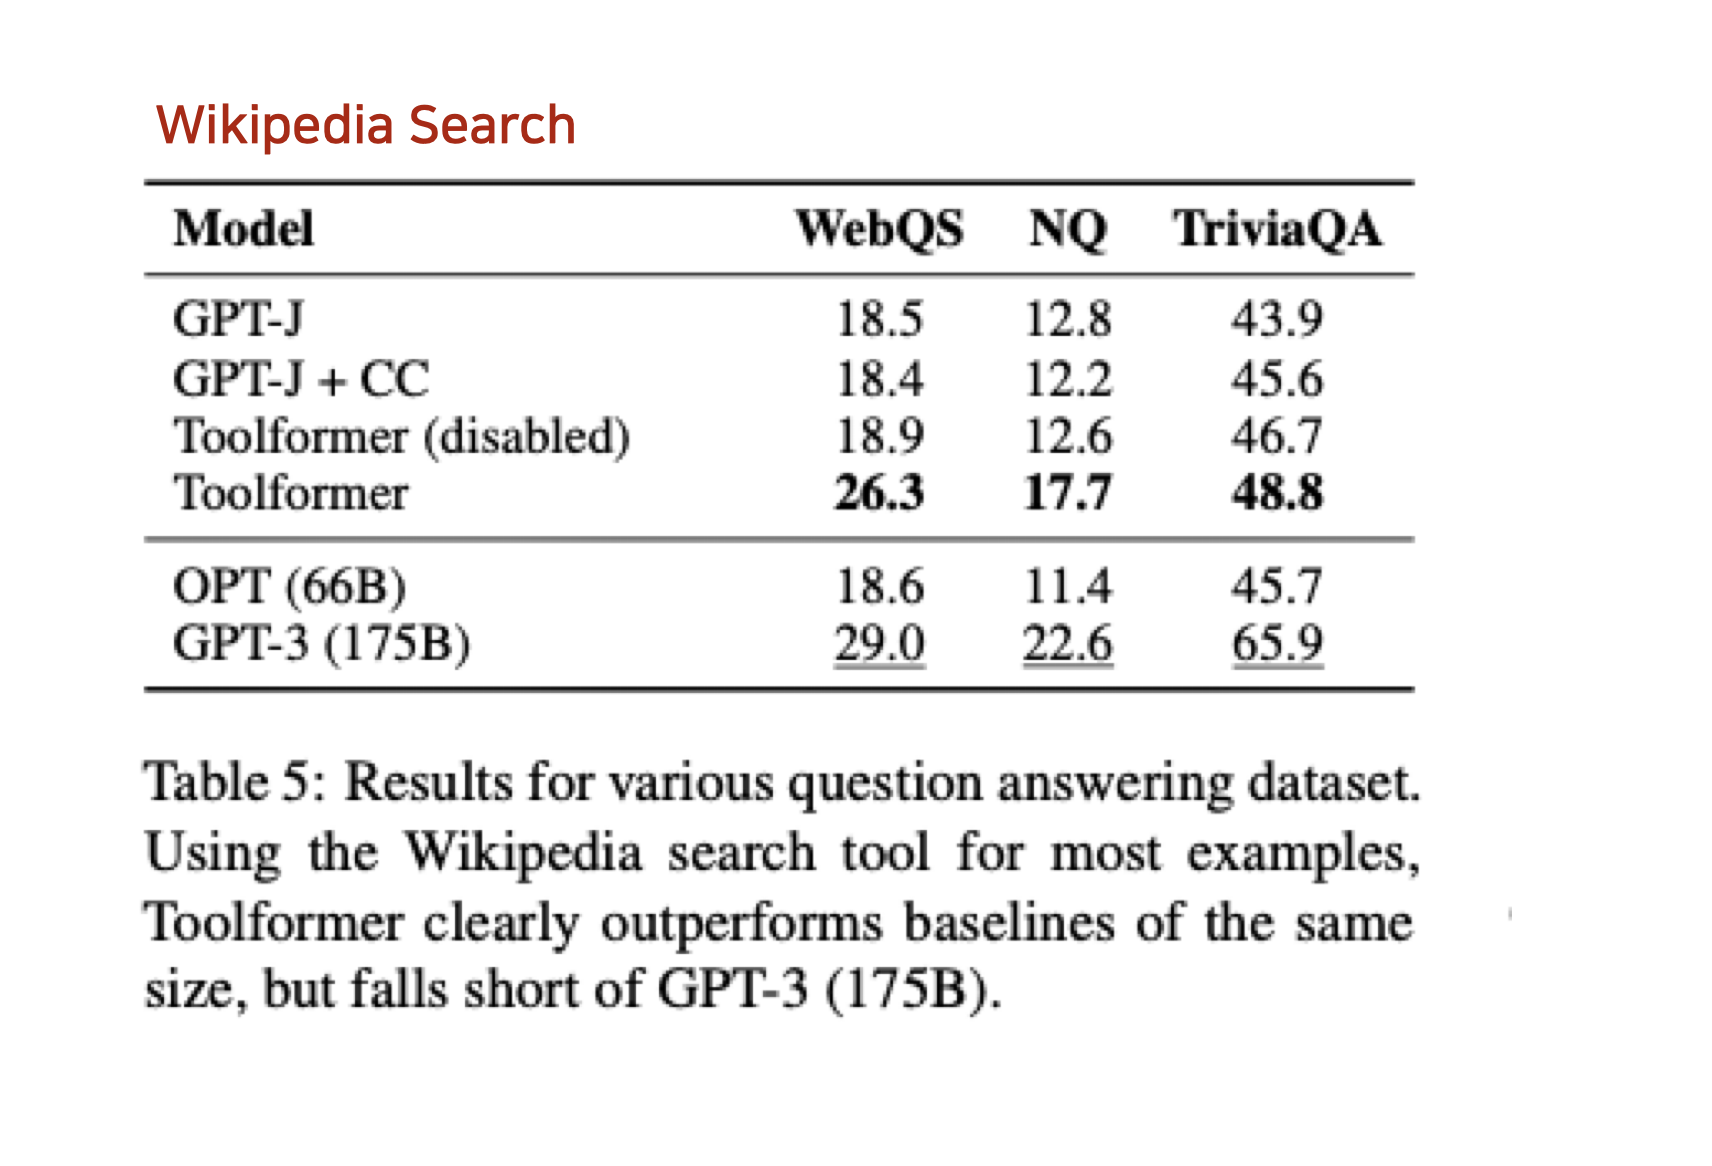 Wikipedia Search
Model WebQS NQ TriviaQA
GPT-J 18.5 12.8 43.9
GPT-J + CC 18.4 12.2 45.6
Toolformer (disabled) 18.9 12.6 46.7
Toolformer 26.3 17.7 48.8
OPT (66B) 18.6 11.4 45.7
GPT-3 (175B) 29.0 22.6 65.9
Table 5: Results for various question answering dataset.
Using the Wikipedia search tool for most examples,
Toolformer clearly outperforms baselines of the same
size, but falls short of GPT-3 (175B).